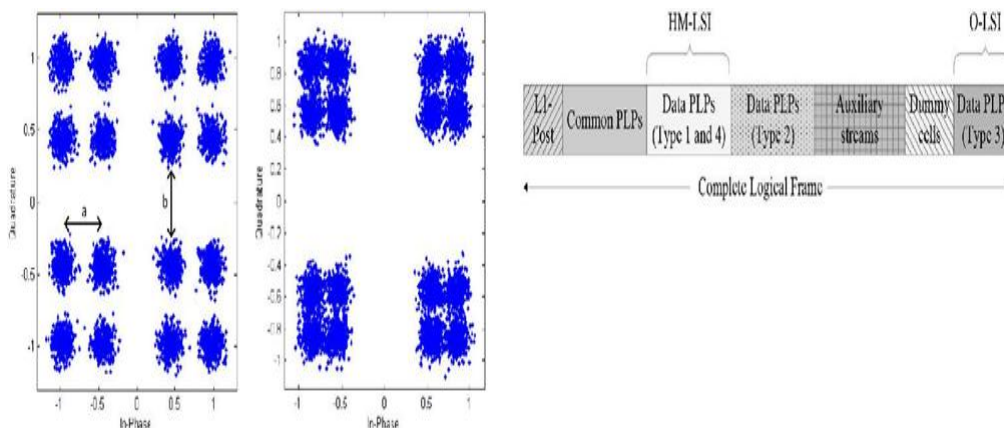 1
0.5
0
-0.5
-1
Quadrature
a
b
-1
-0.5
0
0.5
1
In-Phase
1
0.8
0.6
0.4
0.2
0
-0.2
-0.4
-0.6
-0.8
-1
Quadrature
-1
-0.5
0
0.5
1
In-Phase
HM-LSI
O-LSI
L1-
Post
Common PLPs
Data PLPs
(Type 1 and 4)
Data PLPs
(Type 2)
Auxiliary
streams
Dummy
cells
Data PLP
(Type 3)
Complete Logical Frame